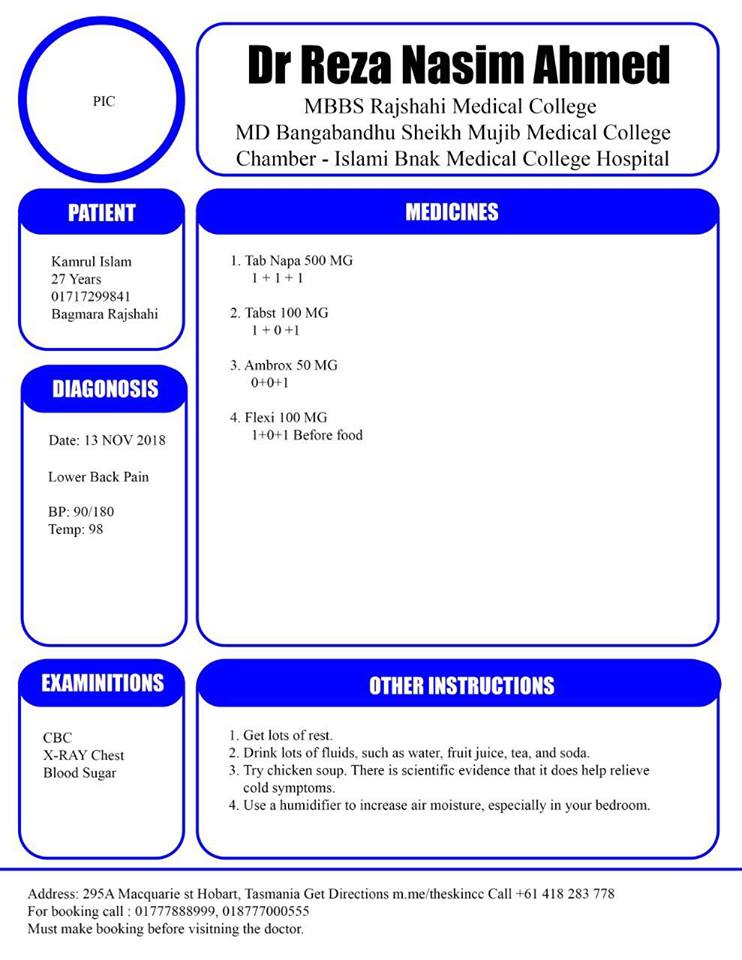 PIC
Dr Reza Nasim Ahmed
MBBS Rajshahi Medical College
MD Bangabandhu Sheikh Mujib Medical College
Chamber - Islami Bnak Medical College Hospital
PATIENT
Kamrul Islam
27 Years
01717299841
Bagmara Rajshahi
DIAGONOSIS
Date: 13 NOV 2018
Lower Back Pain
BP: 90/180
Temp: 98
EXAMINITIONS
CBC
X-RAY Chest
Blood Sugar
MEDICINES
1. Tab Napa 500 MG
1 + 1 + 1
2. Tabst 100 MG
1 + 0 +1
3. Ambrox 50 MG
0+0+1
4. Flexi 100 MG
1+0+1 Before food
OTHER INSTRUCTIONS
1. Get lots of rest.
2. Drink lots of fluids, such as water, fruit juice, tea, and soda.
3. Try chicken soup. There is scientific evidence that it does help relieve
cold symptoms.
4. Use a humidifier to increase air moisture, especially in your bedroom.
Address: 295A Macquarie st Hobart, Tasmania Get Directions m.me/theskincc Call +61 418 283 778
For booking call : 01777888999, 018777000555
Must make booking before visitning the doctor.